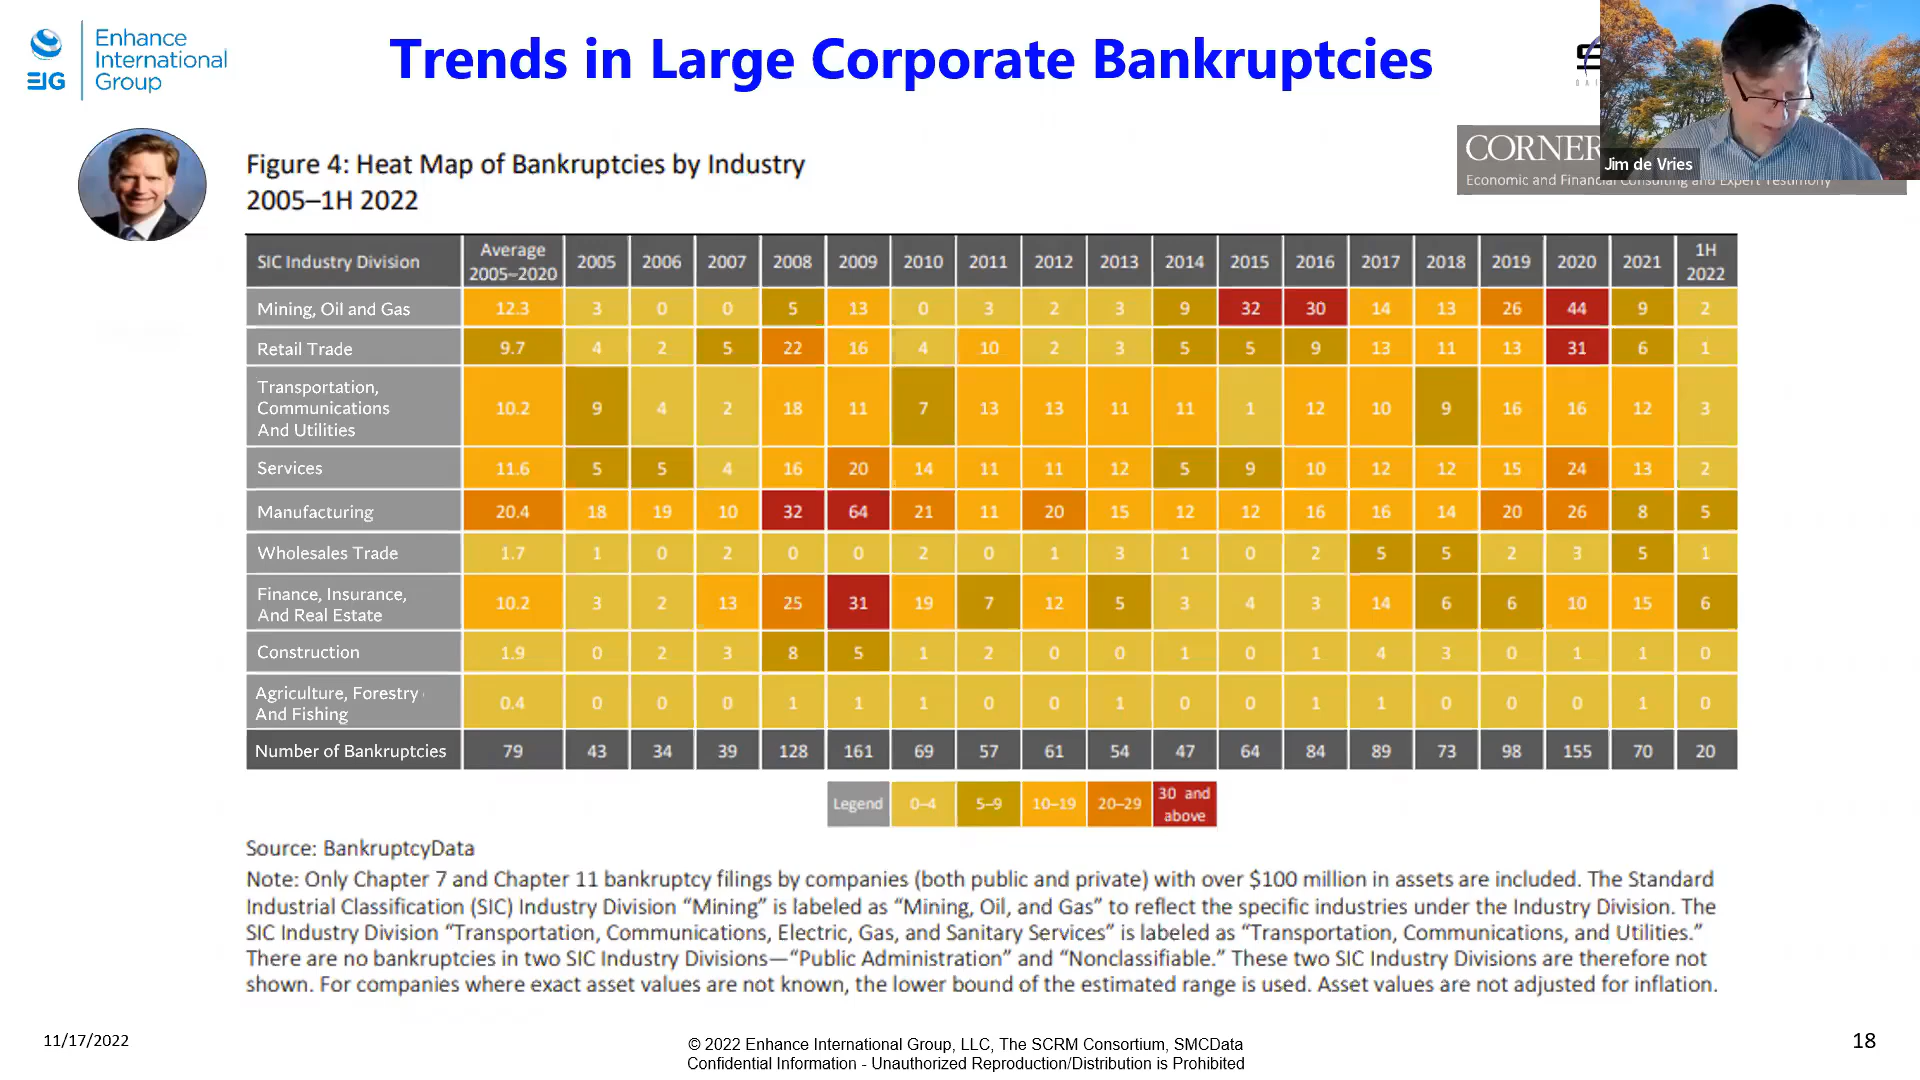 Enhance
International
Group
EIG
Trends in Large Corporate Bankruptcies
Jim de Vries
CORNER
Economic and Financial Consulting and Expert Testimony
Figure 4: Heat Map of Bankruptcies by Industry
2005–1H 2022
SIC Industry Division Average 2005–2020 2005 2006 2007 2008 2009 2010 2011 2012 2013 2014 2015 2016 2017 2018 2019 2020 2021 1H 2022
Mining, Oil and Gas 12.3 3 0 0 5 13 0 3 2 3 9 32 30 14 13 26 44 9 2
Retail Trade 9.7 4 2 5 22 16 4 10 2 3 5 5 9 13 11 13 31 6 1
Transportation,
Communications
And Utilities 10.2 9 4 2 18 11 7 13 13 11 11 1 12 10 9 16 16 12 3
Services 11.6 5 5 4 16 20 14 11 11 12 5 9 10 12 12 15 24 13 2
Manufacturing 20.4 18 19 10 32 64 21 11 20 15 12 12 16 16 14 20 26 8 5
Wholesales Trade 1.7 1 0 2 0 0 2 0 1 3 1 0 2 5 5 2 3 5 1
Finance, Insurance,
And Real Estate 10.2 3 2 13 25 31 19 7 12 5 3 4 3 14 6 6 10 15 6
Construction 1.9 0 2 3 8 5 1 2 0 0 1 0 1 4 3 0 1 1 0
Agriculture, Forestry
And Fishing 0.4 0 0 0 1 1 1 0 0 1 0 0 1 1 0 0 0 1 0
Number of Bankruptcies 79 43 34 39 128 161 69 57 61 54 47 64 84 89 73 98 155 70 20
Legend 0–4 5–9 10–19 20–29 30 and above
Source: BankruptcyData
Note: Only Chapter 7 and Chapter 11 bankruptcy filings by companies (both public and private) with over $100 million in assets are included. The Standard
Industrial Classification (SIC) Industry Division “Mining” is labeled as “Mining, Oil, and Gas” to reflect the specific industries under the Industry Division. The
SIC Industry Division “Transportation, Communications, Electric, Gas, and Sanitary Services” is labeled as “Transportation, Communications, and Utilities.”
There are no bankruptcies in two SIC Industry Divisions—“Public Administration” and “Nonclassifiable.” These two SIC Industry Divisions are therefore not
shown. For companies where exact asset values are not known, the lower bound of the estimated range is used. Asset values are not adjusted for inflation.
11/17/2022
© 2022 Enhance International Group, LLC, The SCRM Consortium, SMCData
Confidential Information - Unauthorized Reproduction/Distribution is Prohibited
18